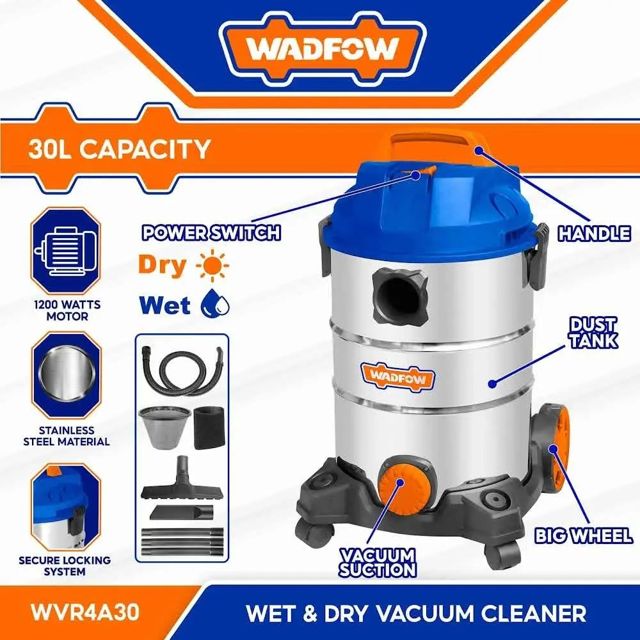 WADFOW
30L CAPACITY
POWER SWITCH
HANDLE
Dry
Wet
1200 WATTS
MOTOR
DUST
TANK
WADFOW
STAINLESS
STEEL MATERIAL
BIG WHEEL
VACUUM
SUCTION
SECURE LOCKING
SYSTEM
WVR4A30
WET & DRY VACUUM CLEANER